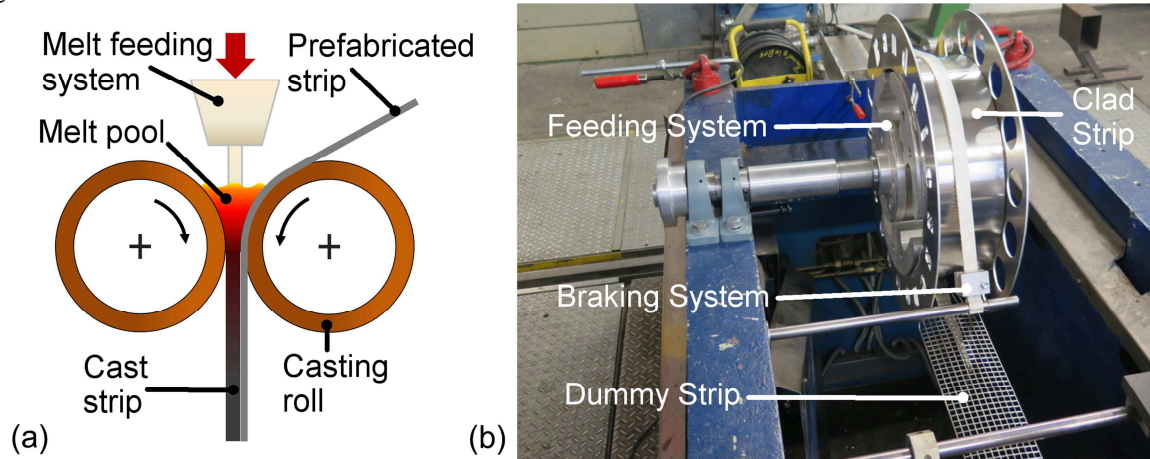 Melt feeding
system
Prefabricated
strip
Melt pool
Cast
strip
Casting
roll
(a)
Feeding System
Clad
Strip
Braking System
Dummy Strip
(b)